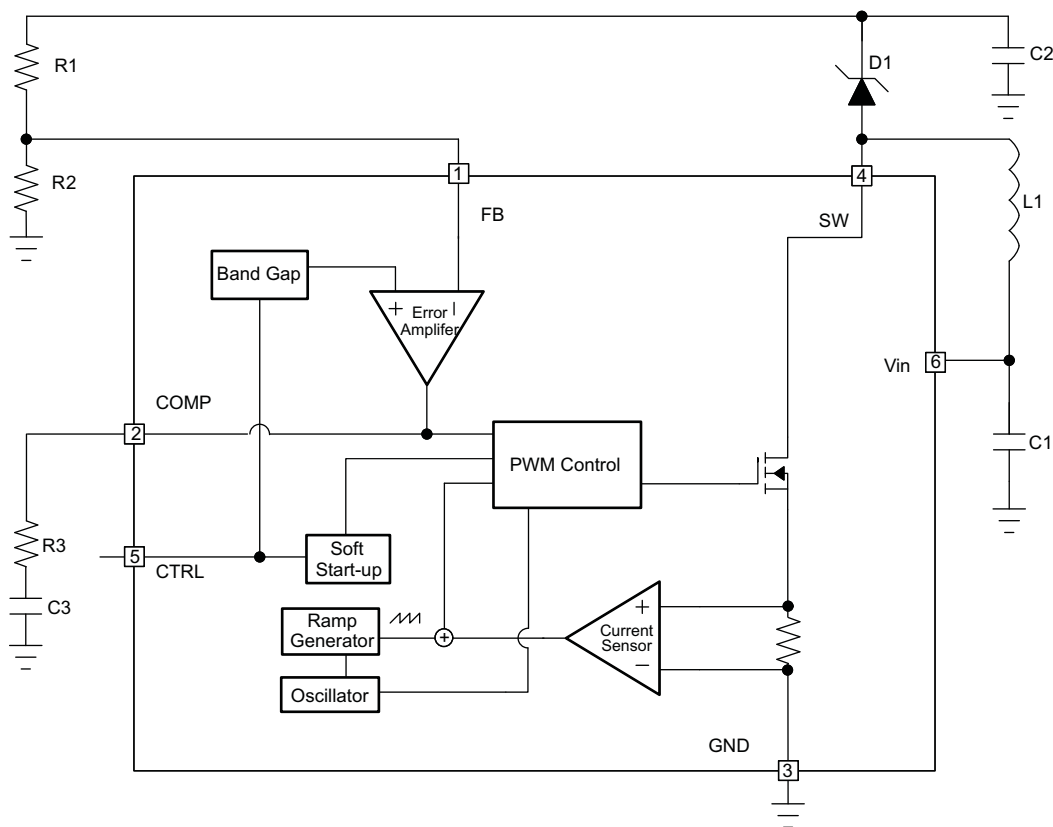 R1
D1
C2
R2
1
4
L1
FB
SW
Band Gap
+
Error
Amplifer
Vin
6
COMP
2
PWM Control
C1
R3
5
CTRL
Soft
Start-up
C3
Ramp
Generator
+
+
Current
Sensor
−
Oscillator
GND
3